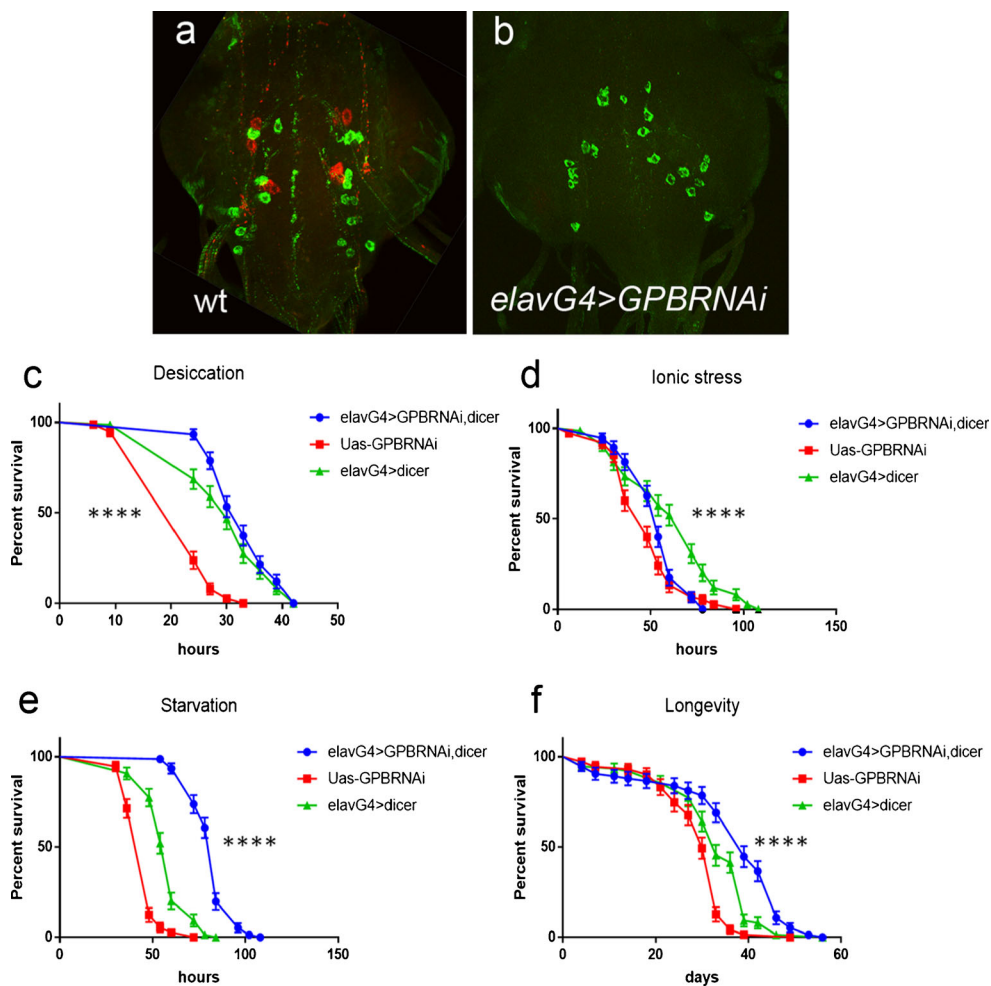 a
b
wt
elavG4>GPBRNAi
c
Desiccation
elavG4>GPBRNAi,dicer
Uas-GPBRNAi
elavG4>dicer
Percent survival
100
50
0
****
0 10 20 30 40 50
hours
d
Ionic stress
elavG4>GPBRNAi,dicer
Uas-GPBRNAi
elavG4>dicer
Percent survival
100
50
0
****
0 50 100 150
hours
e
Starvation
elavG4>GPBRNAi,dicer
Uas-GPBRNAi
elavG4>dicer
Percent survival
100
50
0
****
0 50 100 150
hours
f
Longevity
elavG4>GPBRNAi,dicer
Uas-GPBRNAi
elavG4>dicer
Percent survival
100
50
0
****
0 20 40 60
days